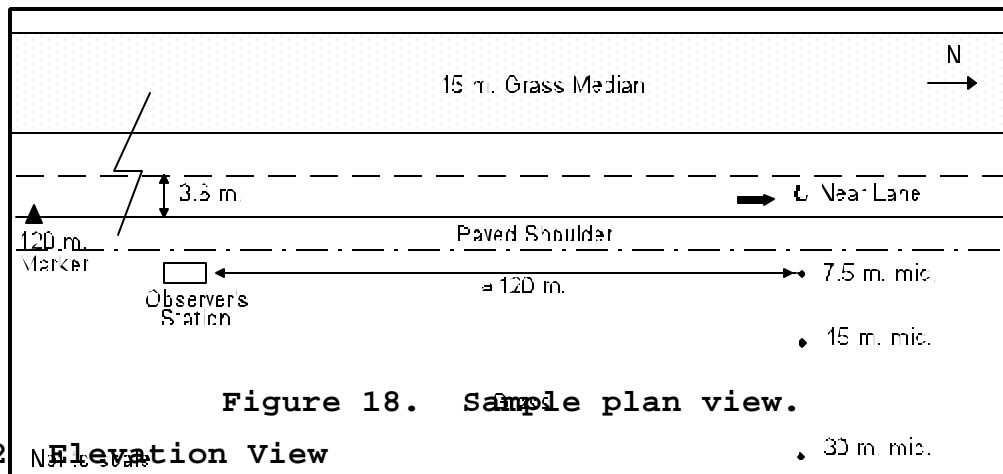 N
15 m. Grass Median
3.6 m.
℄ Near Lane
Paved Shoulder
120 m.
Marker
7.5 m. mic.
120 m.
Observer's
Station
15 m. mic.
Figure 18. Sample plan view.
Elevation View
30 m. mic.